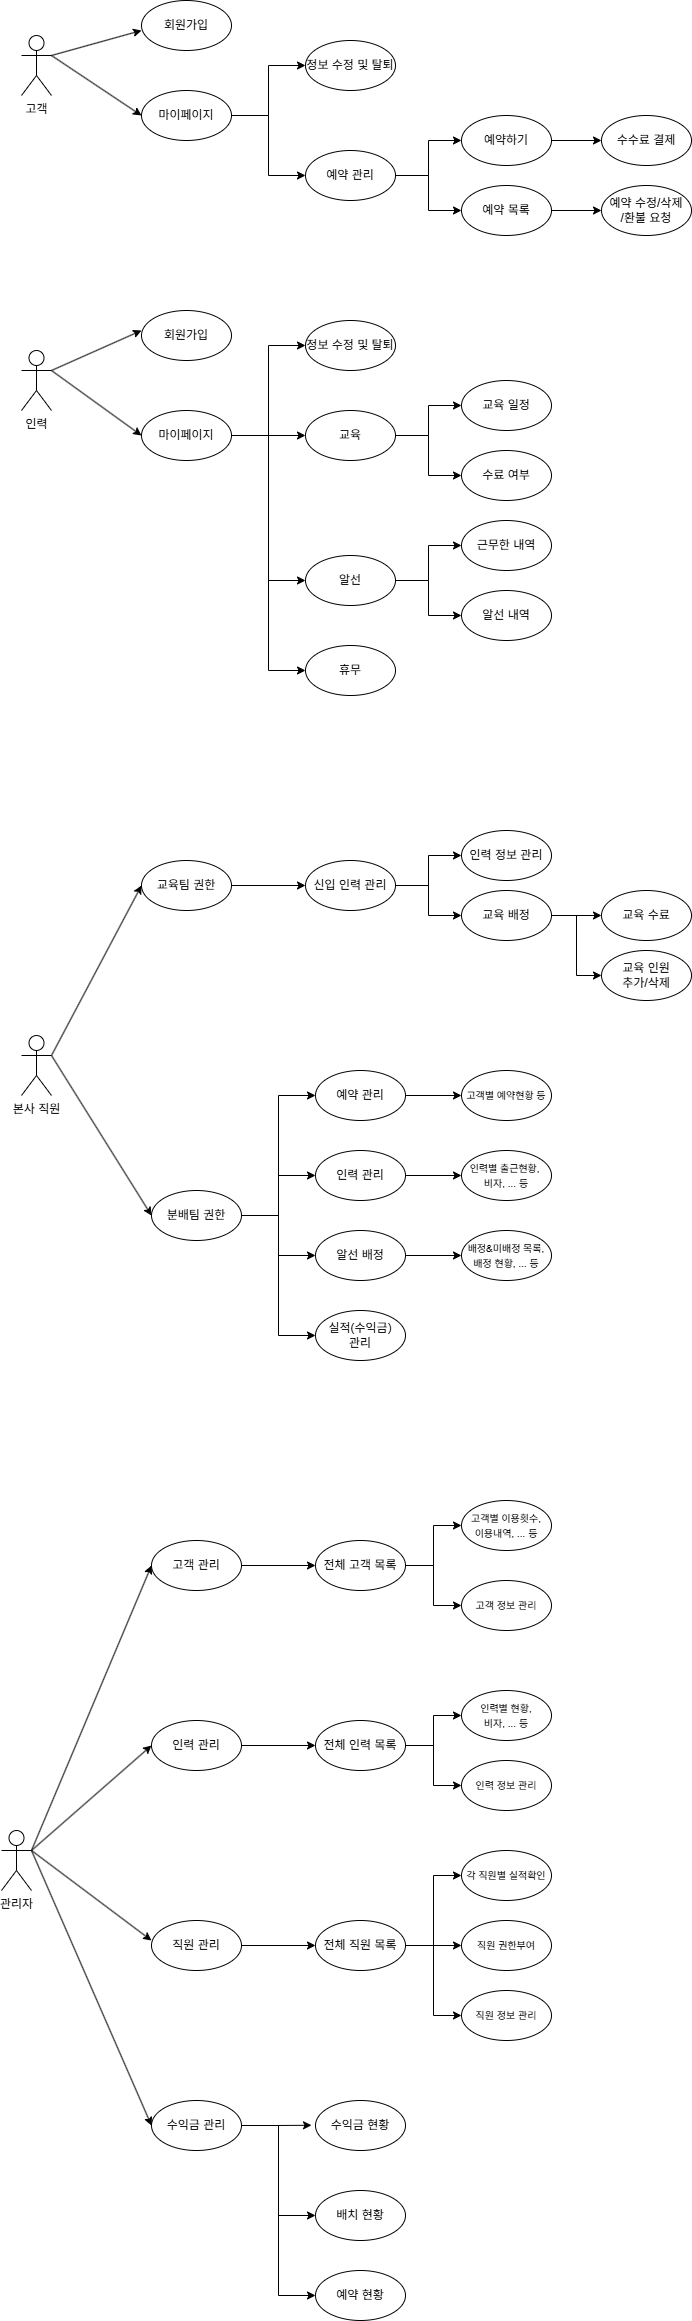 회원가입
고객
마이페이지
정보 수정 및 탈퇴
예약 관리
예약하기
수수료 결제
예약 목록
예약 수정/삭제
/환불 요청
회원가입
인력
마이페이지
정보 수정 및 탈퇴
교육
교육 일정
수료 여부
알선
근무한 내역
알선 내역
휴무
본사 직원
교육팀 권한
신입 인력 관리
인력 정보 관리
교육 배정
교육 수료
교육 인원
추가/삭제
분배팀 권한
예약 관리
고객별 예약현황 등
인력 관리
인력별 출근현황,
비자, ... 등
알선 배정
배정&미배정 목록,
배정 현황, ... 등
실적(수익금)
관리
관리자
고객 관리
전체 고객 목록
고객별 이용횟수,
이용내역, ... 등
고객 정보 관리
인력 관리
전체 인력 목록
인력별 현황,
비자, ... 등
인력 정보 관리
직원 관리
전체 직원 목록
각 직원별 실적확인
직원 권한부여
직원 정보 관리
수익금 관리
수익금 현황
배치 현황
예약 현황